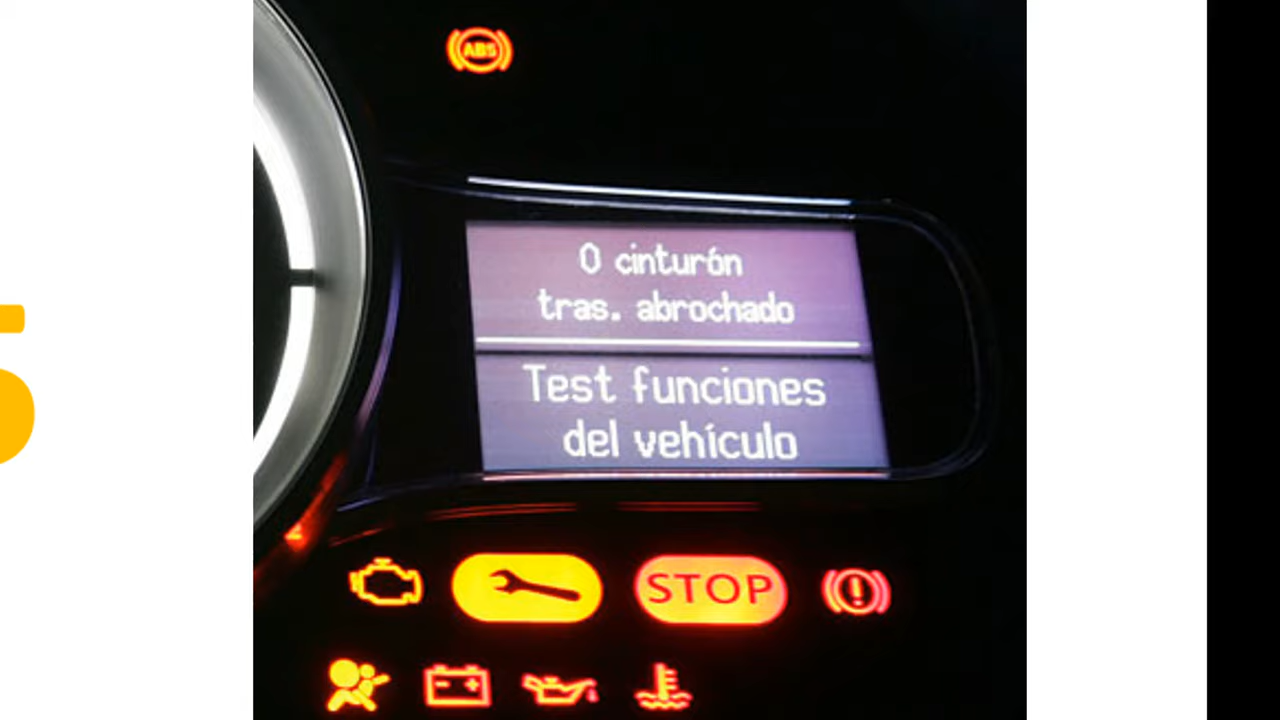 ABS
0 cinturón
tras. abrochado
Test funciones
del vehículo
STOP